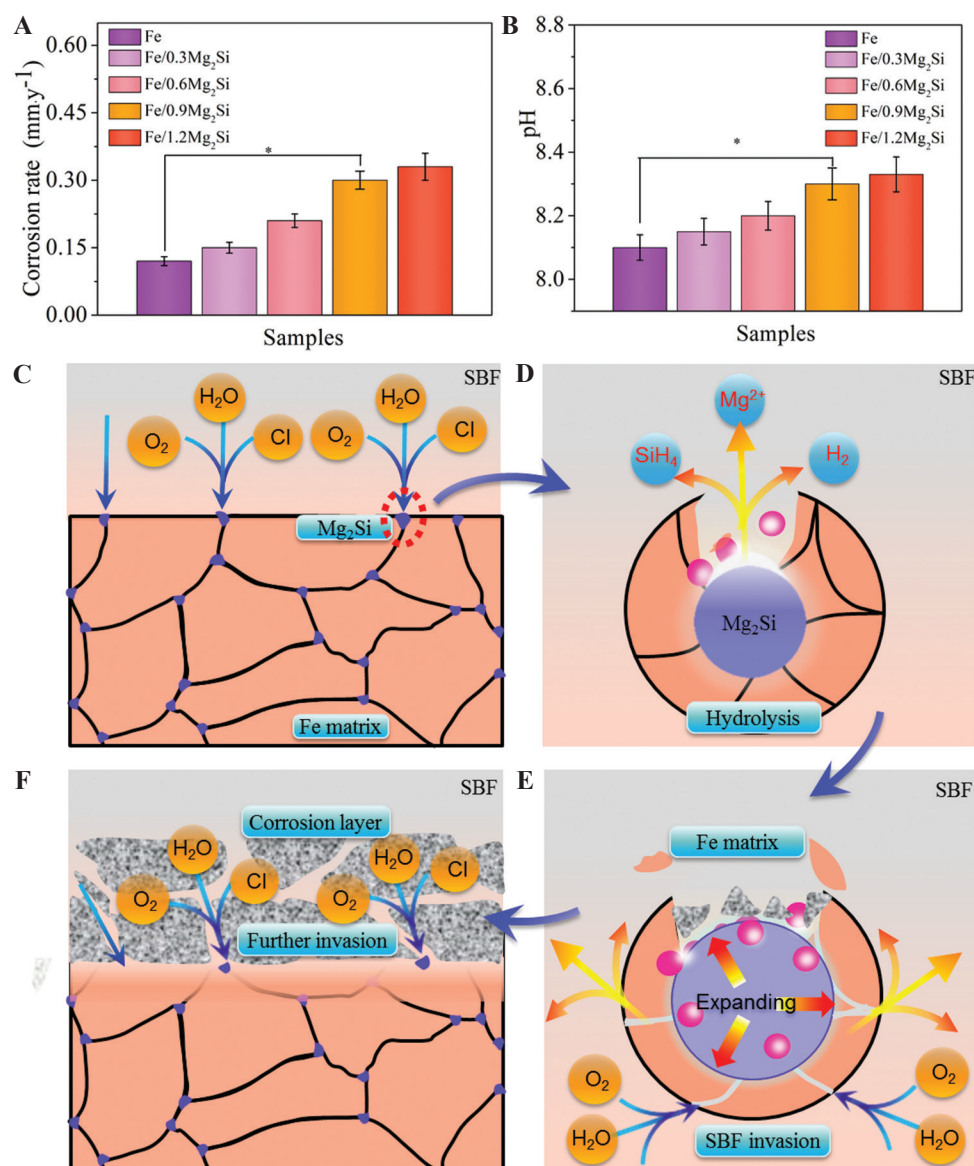 A
Corrosion rate (mm·y⁻¹)
0.60
0.45
0.30
0.15
0.00
Fe
Fe/0.3Mg₂Si
Fe/0.6Mg₂Si
Fe/0.9Mg₂Si
Fe/1.2Mg₂Si
*
Samples
B
pH
8.8
8.6
8.4
8.2
8.0
Fe
Fe/0.3Mg₂Si
Fe/0.6Mg₂Si
Fe/0.9Mg₂Si
Fe/1.2Mg₂Si
*
Samples
C
SBF
H₂O
O₂
Cl
H₂O
O₂
Cl
Mg₂Si
Fe matrix
D
SBF
Mg²⁺
SiH₄
H₂
Mg₂Si
Hydrolysis
F
SBF
Corrosion layer
H₂O
O₂
Cl
H₂O
O₂
Cl
Further invasion
E
SBF
Fe matrix
Expanding
O₂
H₂O
O₂
H₂O
SBF invasion